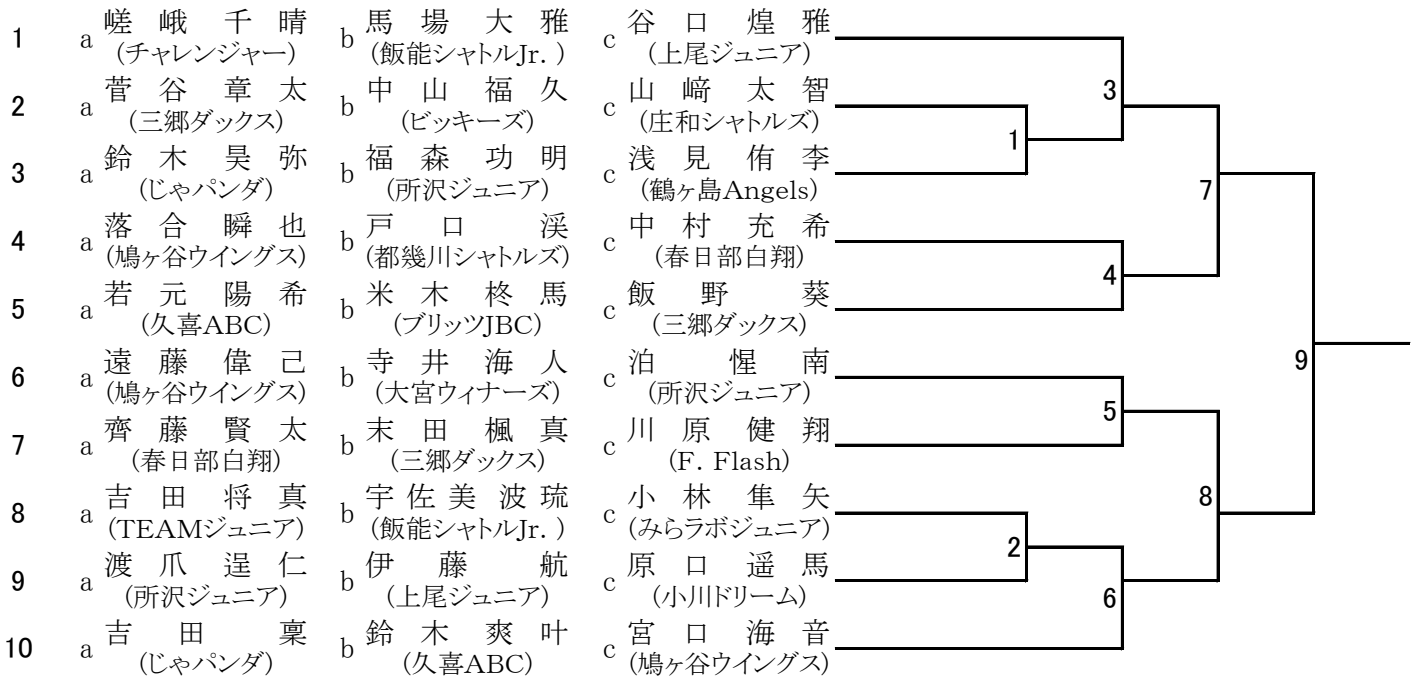 1 a 嵯峨千晴 b 馬場大雅 c 谷口煌雅
(チャレンジャー) (飯能シャトルJr.) (上尾ジュニア)
3
2 a 菅谷章太 b 中山福久 c 山﨑太智
(三郷ダックス) (ビッキーズ) (庄和シャトルズ)
1
3 a 鈴木昊弥 b 福森功明 c 浅見侑李
(じゃパンダ) (所沢ジュニア) (鶴ヶ島Angels)
7
4 a 落合瞬也 b 戸口渓 c 中村充希
(鳩ヶ谷ウイングス) (都幾川シャトルズ) (春日部白翔)
4
5 a 若元陽希 b 米木柊馬 c 飯野葵
(久喜ABC) (ブリッツJBC) (三郷ダックス)
9
6 a 遠藤偉己 b 寺井海人 c 泊惺南
(鳩ヶ谷ウイングス) (大宮ウィナーズ) (所沢ジュニア)
5
7 a 齊藤賢太 b 末田楓真 c 川原健翔
(春日部白翔) (三郷ダックス) (F. Flash)
8
8 a 吉田将真 b 宇佐美波琉 c 小林隼矢
(TEAMジュニア) (飯能シャトルJr.) (みらラボジュニア)
2
9 a 渡爪逞仁 b 伊藤航 c 原口遥馬
(所沢ジュニア) (上尾ジュニア) (小川ドリーム)
6
10 a 吉田稟 b 鈴木爽叶 c 宮口海音
(じゃパンダ) (久喜ABC) (鳩ヶ谷ウイングス)